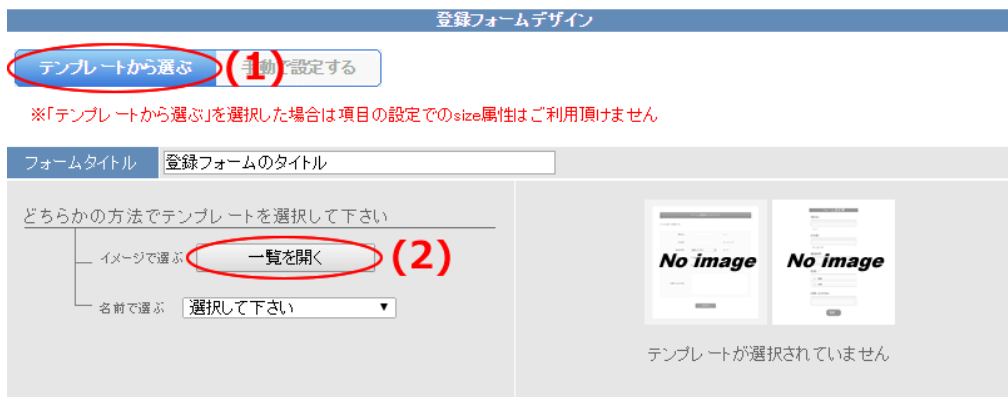 登録フォームデザイン
テンプレートから選ぶ (1) 手動で設定する
※「テンプレートから選ぶ」を選択した場合は項目の設定でのsize属性はご利用頂けません
フォームタイトル 登録フォームのタイトル
どちらかの方法でテンプレートを選択して下さい
イメージで選ぶ 一覧を開く (2)
名前で選ぶ 選択して下さい ▼
No image No image
テンプレートが選択されていません